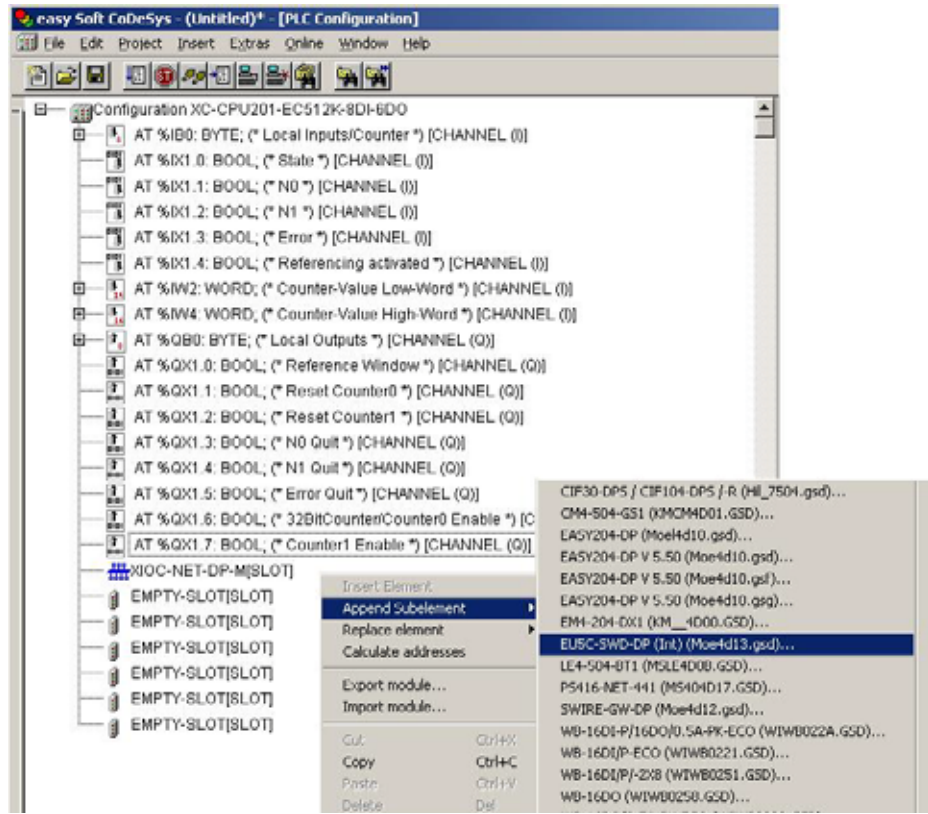 easy Soft CoDeSys - (Untitled)* - [PLC Configuration]
File Edit Project Insert Extras Online Window Help
Configuration XC-CPU201-EC512K-8DI-6DO
AT %IB0: BYTE; (* Local Inputs/Counter *) [CHANNEL (I)]
AT %IX1.0: BOOL; (* State *) [CHANNEL (I)]
AT %IX1.1: BOOL; (* N0 *) [CHANNEL (I)]
AT %IX1.2: BOOL; (* N1 *) [CHANNEL (I)]
AT %IX1.3: BOOL; (* Error *) [CHANNEL (I)]
AT %IX1.4: BOOL; (* Referencing activated *) [CHANNEL (I)]
AT %IW2: WORD; (* Counter-Value Low-Word *) [CHANNEL (I)]
AT %IW4: WORD; (* Counter-Value High-Word *) [CHANNEL (I)]
AT %QB0: BYTE; (* Local Outputs *) [CHANNEL (Q)]
AT %QX1.0: BOOL; (* Reference Window *) [CHANNEL (Q)]
AT %QX1.1: BOOL; (* Reset Counter0 *) [CHANNEL (Q)]
AT %QX1.2: BOOL; (* Reset Counter1 *) [CHANNEL (Q)]
AT %QX1.3: BOOL; (* N0 Quit *) [CHANNEL (Q)]
AT %QX1.4: BOOL; (* N1 Quit *) [CHANNEL (Q)]
AT %QX1.5: BOOL; (* Error Quit *) [CHANNEL (Q)]
AT %QX1.6: BOOL; (* 32BitCounter/Counter0 Enable *) [C
AT %QX1.7: BOOL; (* Counter1 Enable *) [CHANNEL (Q)]
XIOC-NET-DP-M[SLOT]
EMPTY-SLOT[SLOT]
EMPTY-SLOT[SLOT]
EMPTY-SLOT[SLOT]
EMPTY-SLOT[SLOT]
EMPTY-SLOT[SLOT]
EMPTY-SLOT[SLOT]
Insert Element
Append Subelement
Replace element
Calculate addresses
Export module...
Import module...
Cut Ctrl+X
Copy Ctrl+C
Paste Ctrl+V
Delete Del
CIF30-DPS / CIF104-DPS /-R (Hil_7504.gsd)...
CM4-504-GS1 (KMCM4D01.GSD)...
EASY204-DP (Moel4d10.gsd)...
EASY204-DP V 5.50 (Moe4d10.gsd)...
EASY204-DP V 5.50 (Moe4d10.gsf)...
EASY204-DP V 5.50 (Moe4d10.gsg)...
EM4-204-DX1 (KM__4D00.GSD)...
EU5C-SWD-DP (Int) (Moe4d13.gsd)...
LE4-504-BT1 (MSLE4D08.GSD)...
PS416-NET-441 (MS404D17.GSD)...
SWIRE-GW-DP (Moe4d12.gsd)...
WB-16DI-P/16DO/0.5A-PK-ECO (WIWB022A.GSD)...
WB-16DI/P-ECO (WIWB0221.GSD)...
WB-16DI/P/-2X8 (WIWB0251.GSD)...
WB-16DO (WIWB0258.GSD)...